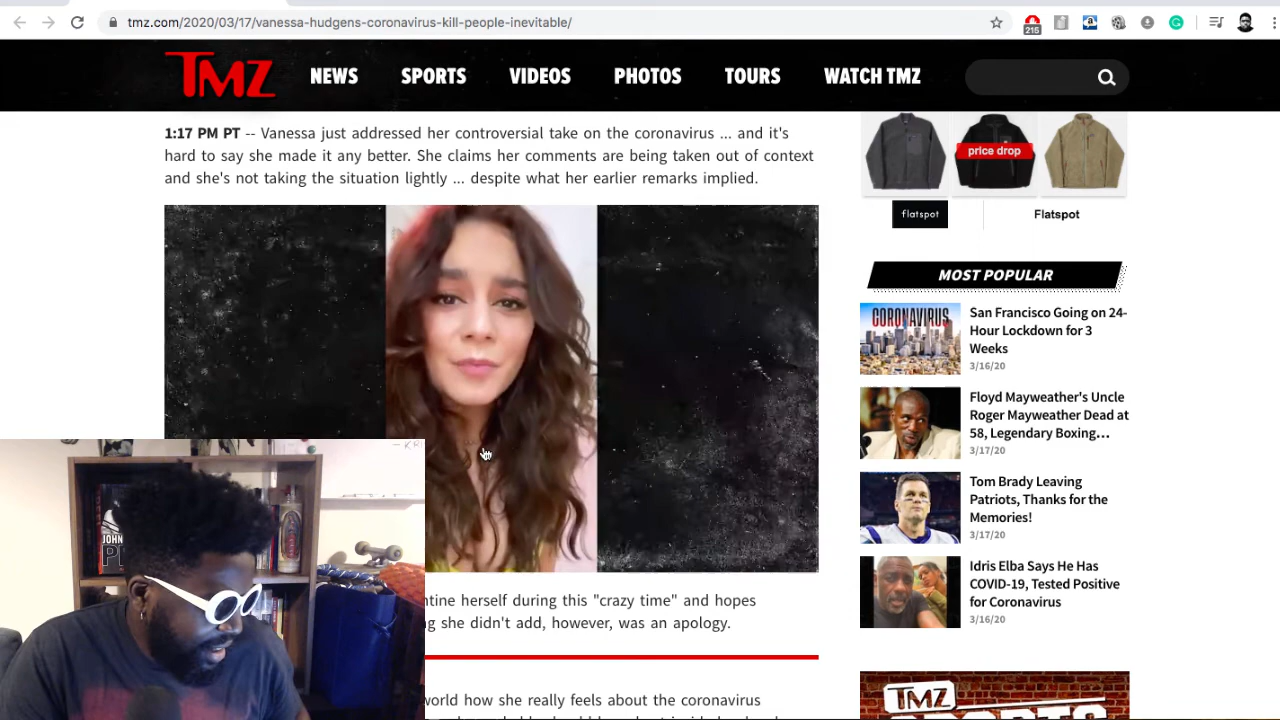 tmz.com/2020/03/17/vanessa-hudgens-coronavirus-kill-people-inevitable/
215
TMZ
NEWS
SPORTS
VIDEOS
PHOTOS
TOURS
WATCH TMZ
1:17 PM PT -- Vanessa just addressed her controversial take on the coronavirus ... and it's
hard to say she made it any better. She claims her comments are being taken out of context
and she's not taking the situation lightly ... despite what her earlier remarks implied.
price drop
flatspot
Flatspot
MOST POPULAR
CORONAVIRUS
San Francisco Going on 24-
Hour Lockdown for 3
Weeks
3/16/20
Floyd Mayweather's Uncle
Roger Mayweather Dead at
58, Legendary Boxing...
3/17/20
Tom Brady Leaving
Patriots, Thanks for the
Memories!
3/17/20
Idris Elba Says He Has
COVID-19, Tested Positive
for Coronavirus
3/16/20
JOHN
ntine herself during this "crazy time" and hopes
g she didn't add, however, was an apology.
world how she really feels about the coronavirus
TMZ